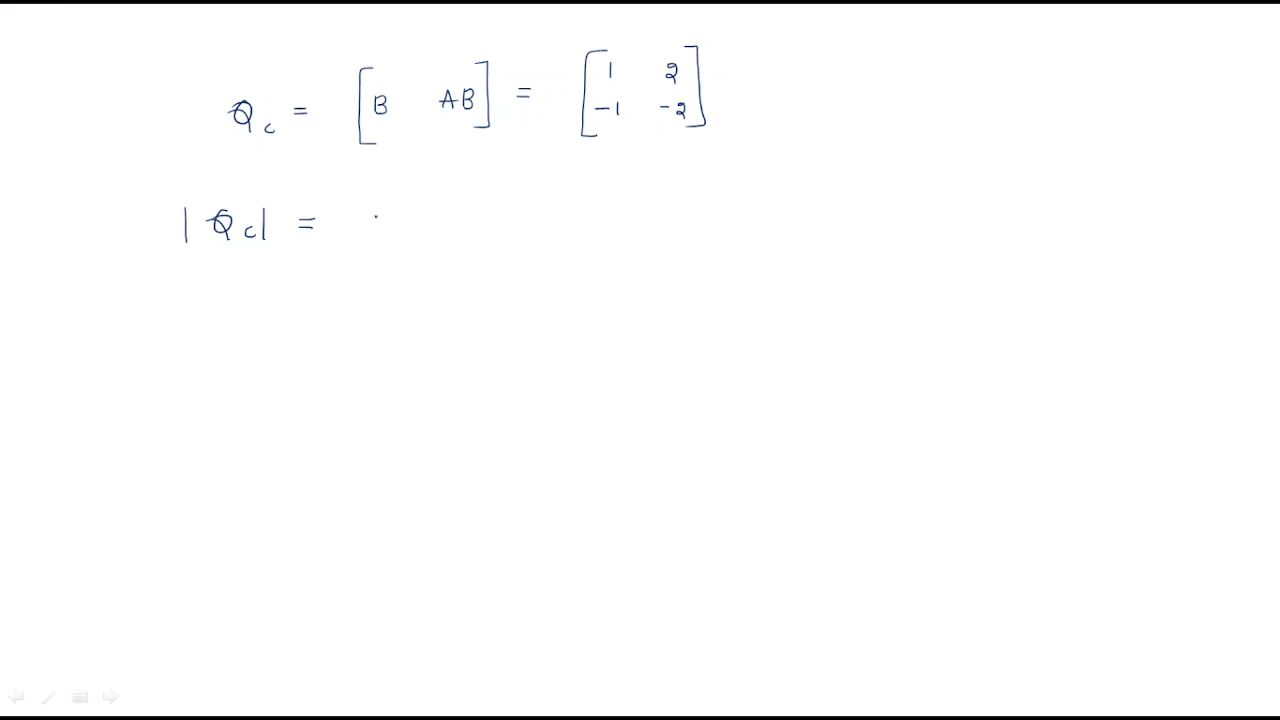 Qc = [B AB] = [1 2
-1 -2]
|Qc| =